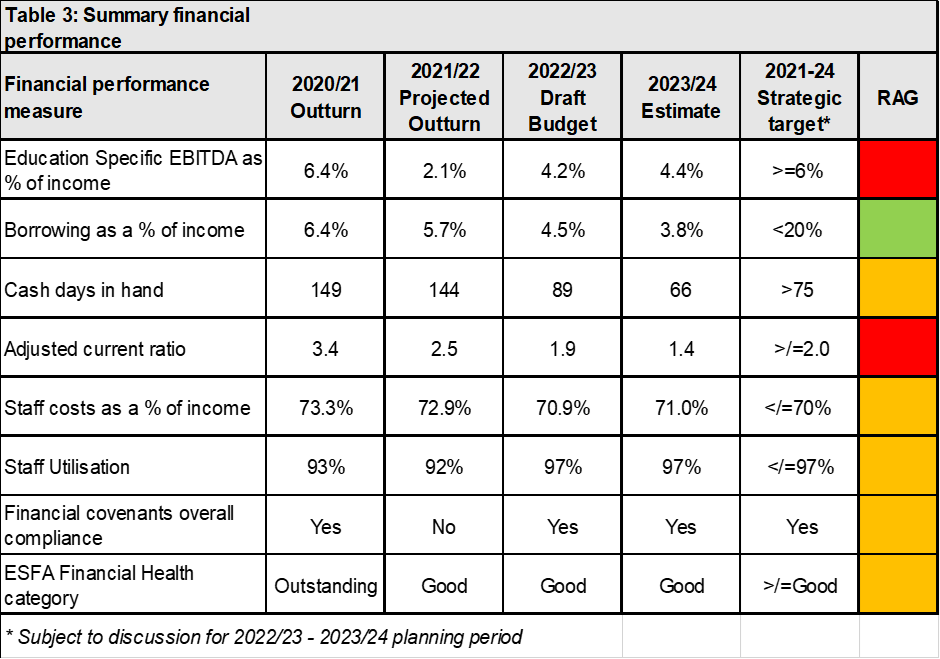 Table 3: Summary financial
performance
Financial performance
measure
2020/21
Outturn
2021/22
Projected
Outturn
2022/23
Draft
Budget
2023/24
Estimate
2021-24
Strategic
target*
RAG
Education Specific EBITDA as
% of income
6.4%
2.1%
4.2%
4.4%
>=6%
Borrowing as a % of income
6.4%
5.7%
4.5%
3.8%
<20%
Cash days in hand
149
144
89
66
>75
Adjusted current ratio
3.4
2.5
1.9
1.4
>/=2.0
Staff costs as a % of income
73.3%
72.9%
70.9%
71.0%
</=70%
Staff Utilisation
93%
92%
97%
97%
</=97%
Financial covenants overall
compliance
Yes
No
Yes
Yes
Yes
ESFA Financial Health
category
Outstanding
Good
Good
Good
>/=Good
* Subject to discussion for 2022/23 - 2023/24 planning period